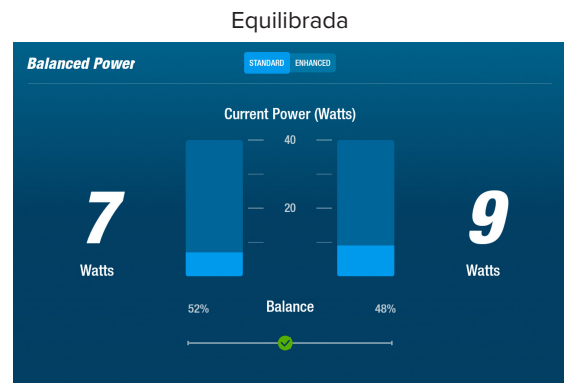 Equilibrada
Balanced Power
STANDARD ENHANCED
Current Power (Watts)
40
20
7
9
Watts
Watts
52% Balance 48%